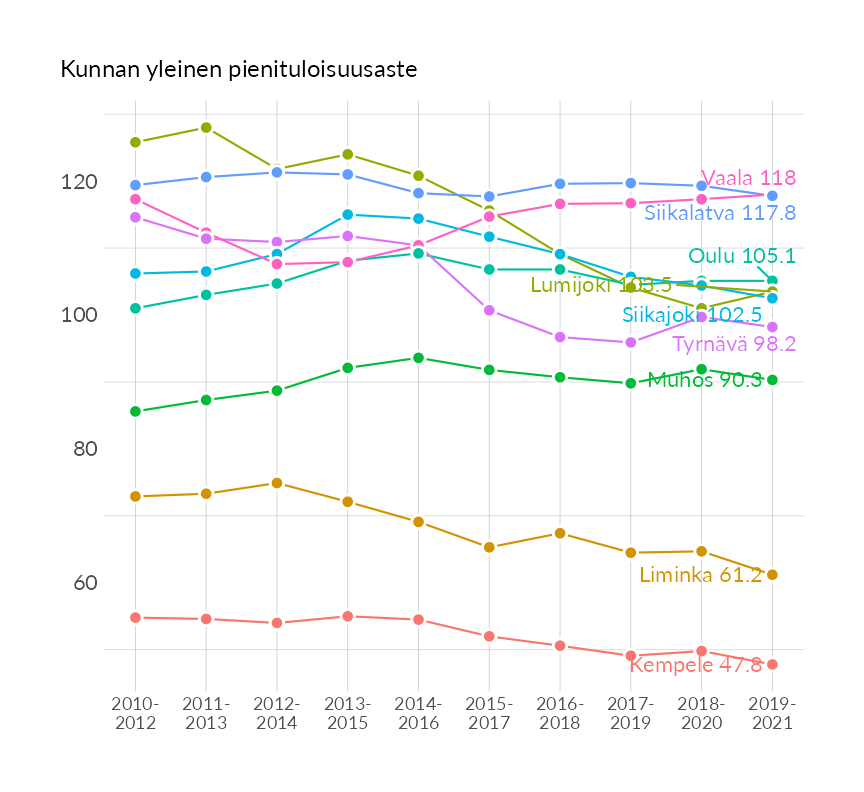 Kunnan yleinen pienituloisuusaste
120
100
80
60
Vaala 118
Siikalatva 117.8
Oulu 105.1
Lumijoki 103.5
Siikajoki 102.5
Tyrnävä 98.2
Muhos 90.3
Liminka 61.2
Kempele 47.8
2010-
2012
2011-
2013
2012-
2014
2013-
2015
2014-
2016
2015-
2017
2016-
2018
2017-
2019
2018-
2020
2019-
2021